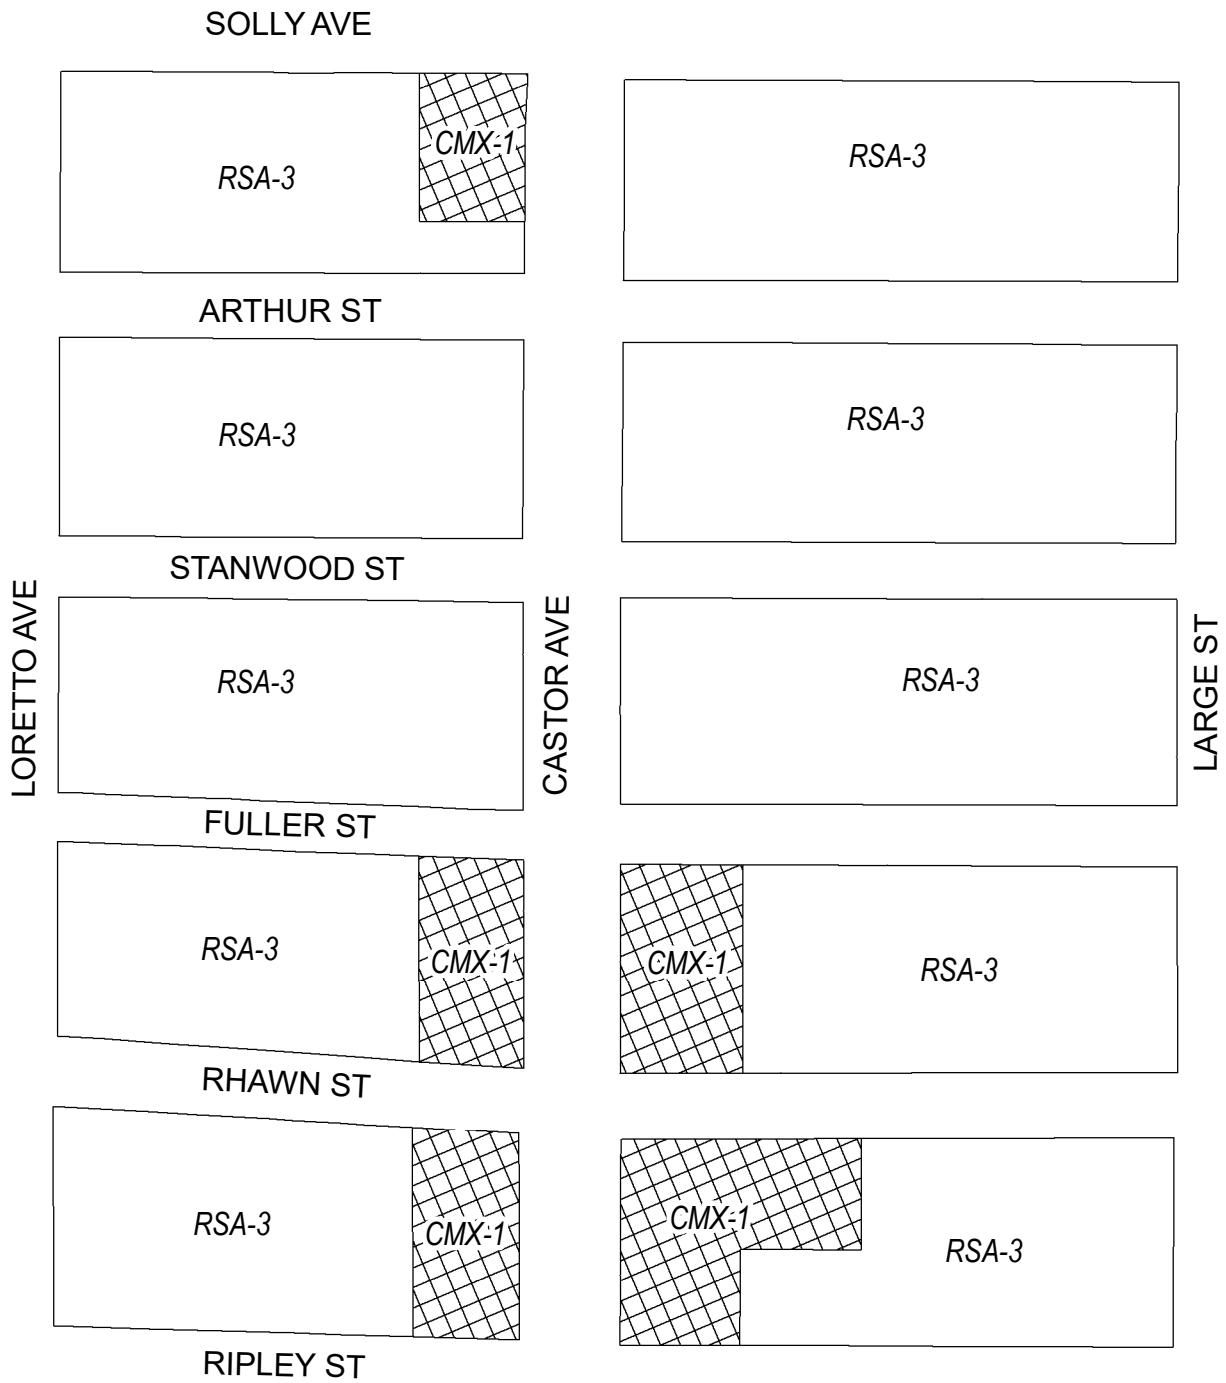 SOLLY AVE
RSA-3
CMX-1
RSA-3
ARTHUR ST
RSA-3
RSA-3
STANWOOD ST
LORETTO AVE
RSA-3
CASTOR AVE
RSA-3
LARGE ST
FULLER ST
RSA-3
CMX-1
CMX-1
RSA-3
RHAWN ST
RSA-3
CMX-1
CMX-1
RSA-3
RIPLEY ST